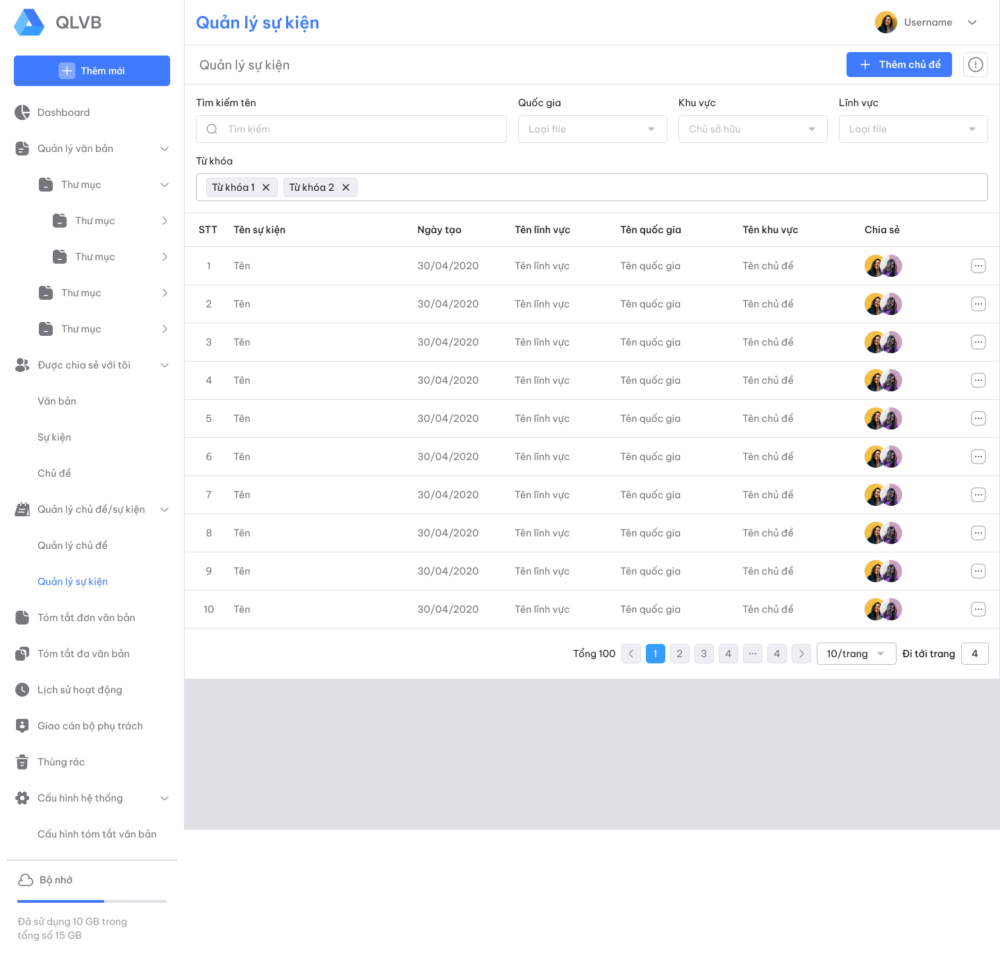 QLVB
Thêm mới
Dashboard
Quản lý văn bản
Thư mục
Thư mục
Thư mục
Thư mục
Thư mục
Được chia sẻ với tôi
Văn bản
Sự kiện
Chủ đề
Quản lý chủ đề/sự kiện
Quản lý chủ đề
Quản lý sự kiện
Tóm tắt đơn văn bản
Tóm tắt đa văn bản
Lịch sử hoạt động
Giao cán bộ phụ trách
Thùng rác
Cấu hình hệ thống
Cấu hình tóm tắt văn bản
Bộ nhớ
Đã sử dụng 10 GB trong
tổng số 15 GB
Quản lý sự kiện
Username
Quản lý sự kiện
Thêm chủ đề
Tìm kiếm tên
Quốc gia
Khu vực
Lĩnh vực
Tìm kiếm
Loại file
Chủ sở hữu
Loại file
Từ khóa
Từ khóa 1
Từ khóa 2
STT Tên sự kiện Ngày tạo Tên lĩnh vực Tên quốc gia Tên khu vực Chia sẻ
1 Tên 30/04/2020 Tên lĩnh vực Tên quốc gia Tên chủ đề
2 Tên 30/04/2020 Tên lĩnh vực Tên quốc gia Tên chủ đề
3 Tên 30/04/2020 Tên lĩnh vực Tên quốc gia Tên chủ đề
4 Tên 30/04/2020 Tên lĩnh vực Tên quốc gia Tên chủ đề
5 Tên 30/04/2020 Tên lĩnh vực Tên quốc gia Tên chủ đề
6 Tên 30/04/2020 Tên lĩnh vực Tên quốc gia Tên chủ đề
7 Tên 30/04/2020 Tên lĩnh vực Tên quốc gia Tên chủ đề
8 Tên 30/04/2020 Tên lĩnh vực Tên quốc gia Tên chủ đề
9 Tên 30/04/2020 Tên lĩnh vực Tên quốc gia Tên chủ đề
10 Tên 30/04/2020 Tên lĩnh vực Tên quốc gia Tên chủ đề
Tổng 100 1 2 3 4 ··· 4 10/trang Đi tới trang 4